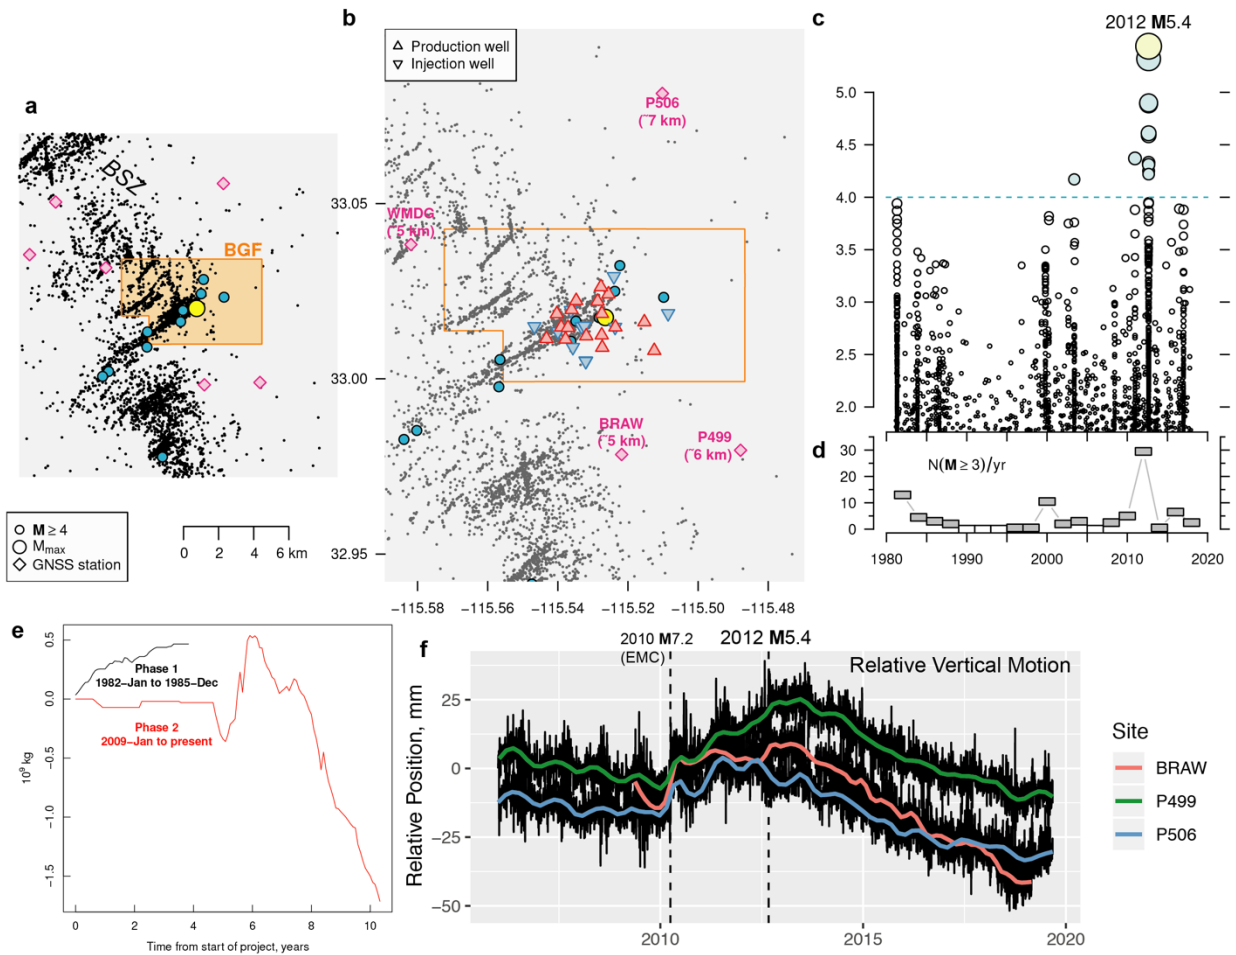 a
BSZ
BGF
M ≥ 4
Mmax
GNSS station
0 2 4 6 km
b
Production well
Injection well
P506
(~7 km)
WMDC
(~5 km)
BRAW
(~5 km)
P499
(~6 km)
33.05
33.00
32.95
−115.58 −115.56 −115.54 −115.52 −115.50 −115.48
c
2012 M5.4
5.0
4.5
4.0
3.5
3.0
2.5
2.0
d
N(M ≥ 3)/yr
30
20
10
0
1980 1990 2000 2010 2020
e
Phase 1
1982−Jan to 1985−Dec
Phase 2
2009−Jan to present
0.5
0.0
−0.5
−1.0
−1.5
10⁹ kg
0 2 4 6 8 10
Time from start of project, years
f
2010 M7.2
(EMC)
2012 M5.4
Relative Vertical Motion
Relative Position, mm
25
0
−25
−50
2010 2015 2020
Site
BRAW
P499
P506